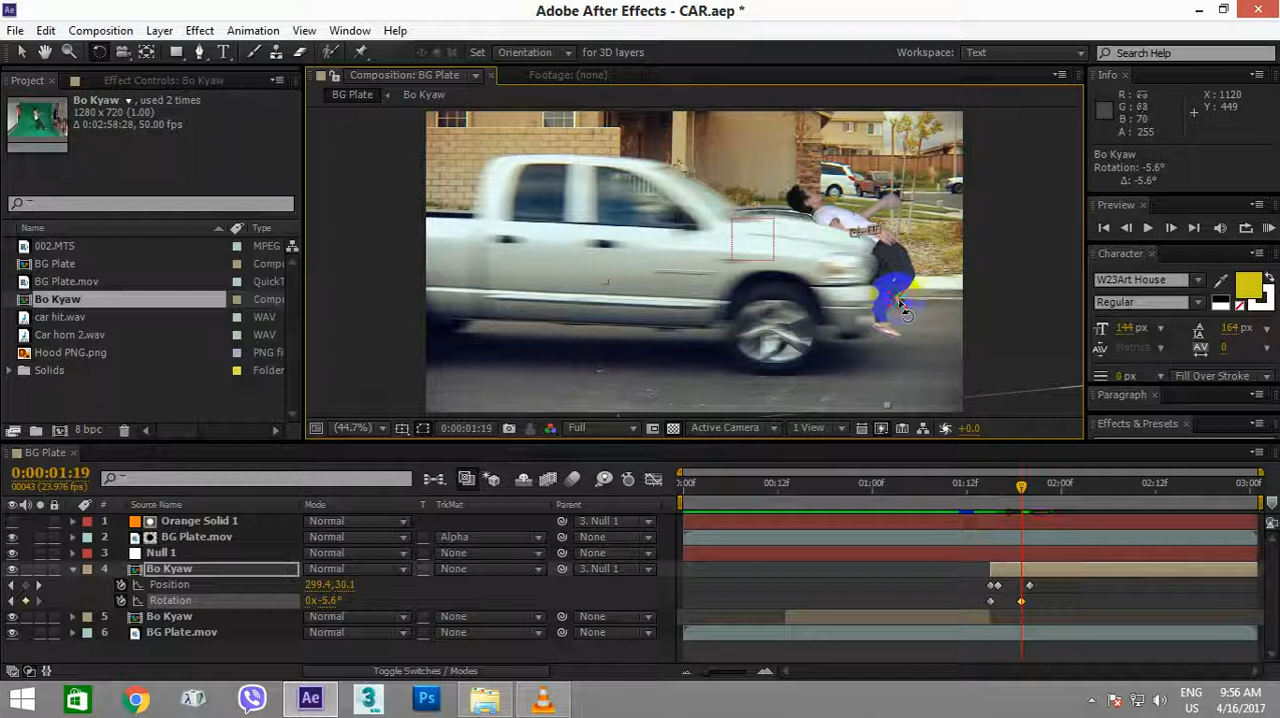 Adobe After Effects - CAR.aep *
File Edit Composition Layer Effect Animation View Window Help
Set Orientation for 3D layers Workspace: Text Search Help
Project Effect Controls: Bo Kyaw Composition: BG Plate Footage: (none) Info
Bo Kyaw , used 2 times
1280 x 720 (1.00)
Δ 0:02:58:28, 50.00 fps
BG Plate Bo Kyaw
R:
G: 68
B: 70
A: 255
X: 1120
Y: 449
Bo Kyaw
Rotation: -5.6°
Δ: -5.6°
Name Type
002.MTS MPEG
BG Plate Compo
BG Plate.mov QuickT
Bo Kyaw Compo
car hit.wav WAV
Car horn 2.wav WAV
Hood PNG.png PNG fi
Solids Folder
8 bpc
Preview
Character
W23Art House
Regular
144 px 164 px
Metrics 0
0 px Fill Over Stroke
Paragraph
Effects & Presets
(44.7%) 0:00:01:19 Full Active Camera 1 View +0.0
BG Plate
0:00:01:19
00043 (23.976 fps)
:00f 00:12f 01:00f 01:12f 02:00f 02:12f 03:00
Source Name Mode T TrkMat Parent
1 Orange Solid 1 Normal 3. Null 1
2 BG Plate.mov Normal Alpha None
3 Null 1 Normal None None
4 Bo Kyaw Normal None 3. Null 1
Position 299.4,30.1
Rotation 0x-5.6°
5 Bo Kyaw Normal None None
6 BG Plate.mov Normal None None
Toggle Switches / Modes
Ae Ps
ENG
US
9:56 AM
4/16/2017